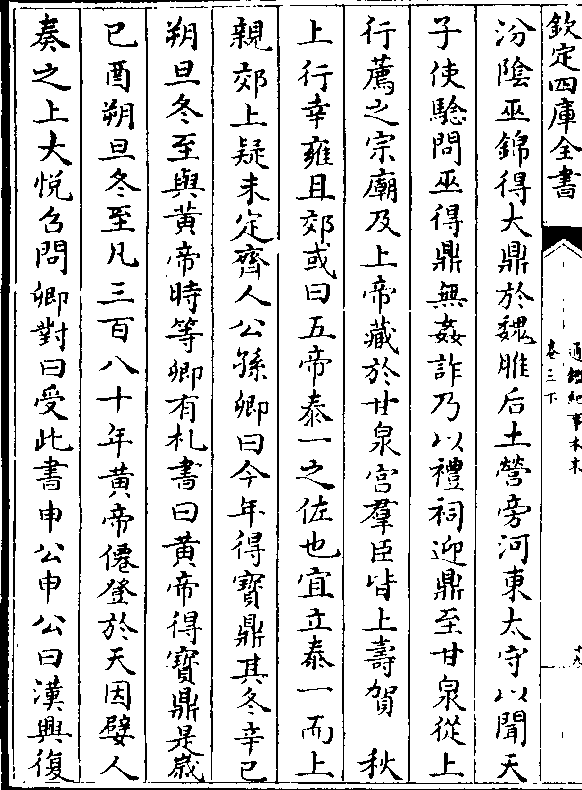 欽定四庫全書
通鑑紀事本末
卷三下
汾陰巫錦得大鼎於魏脽后土營旁河東太守以聞天
子使驗問巫得鼎無姦詐乃以禮祠迎鼎至甘泉從上
行薦之宗廟及上帝藏於甘泉宫羣臣皆上壽賀　秋
上行幸雍且郊或曰五帝泰一之佐也宜立泰一而上
親郊上疑未定齊人公孫卿曰今年得寳鼎其冬辛巳
朔旦冬至與黄帝時等卿有札書曰黄帝得寳鼎是歲
己酉朔旦冬至凡三百八十年黄帝僊登於天因嬖人
奏之上大悦召問卿對曰受此書申公申公曰漢興復